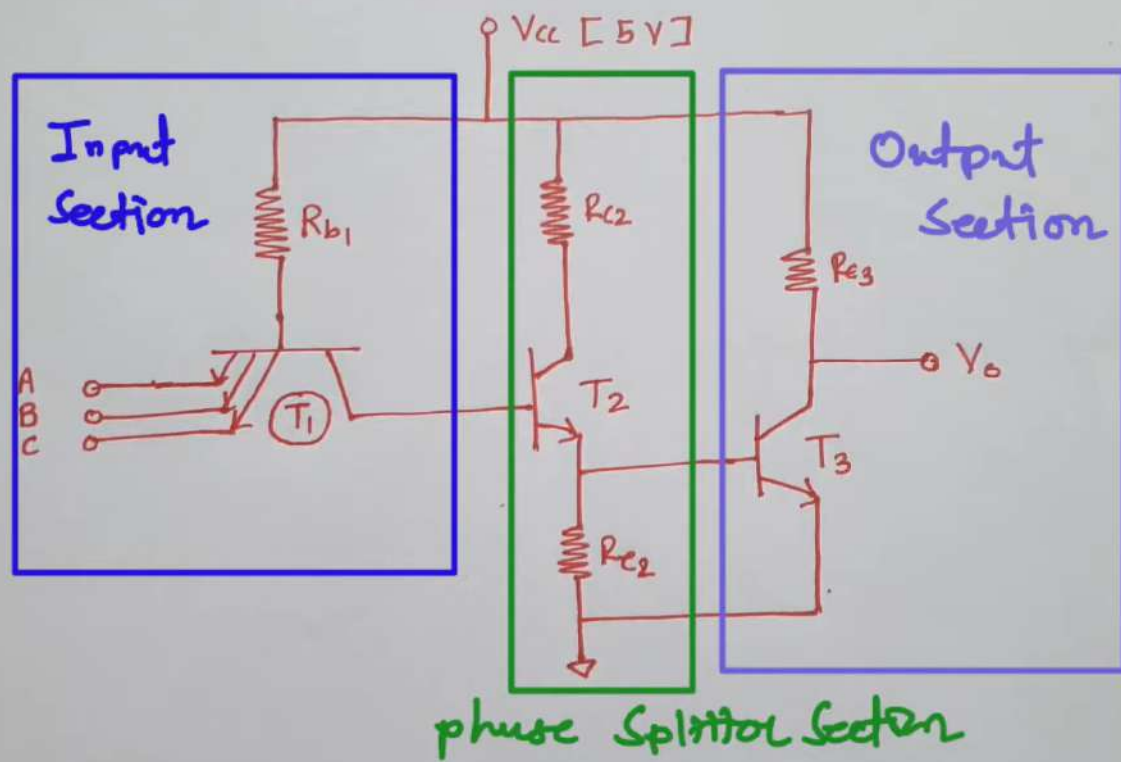 Vcc [5V]
Input
Section
Output
Section
Rb1
Rc2
Rc3
A
B
C
T1
T2
T3
Vo
Re2
phase Splitter Section